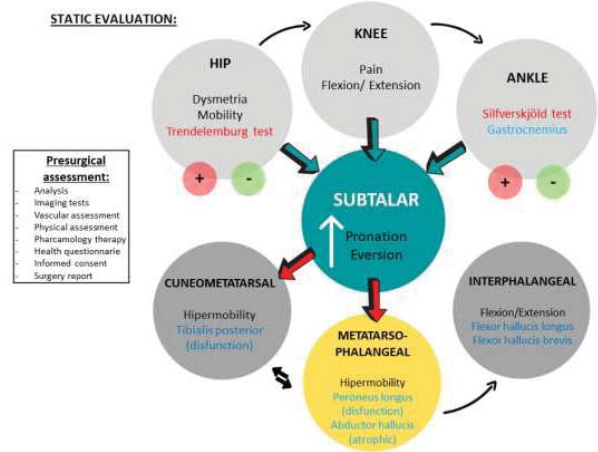 STATIC EVALUATION:
HIP
Dysmetria
Mobility
Trendelemburg test
+
-
KNEE
Pain
Flexion/ Extension
ANKLE
Silfverskjöld test
Gastrocnemius
+
-
Presurgical
assessment:
- Analysis
- Imaging tests
- Vascular assessment
- Physical assessment
- Pharcamology therapy
- Health questionnarie
- Informed consent
- Surgery report
SUBTALAR
Pronation
Eversion
CUNEOMETATARSAL
Hipermobility
Tibialis posterior
(disfunction)
METATARSO-
PHALANGEAL
Hipermobility
Peroneus longus
(disfunction)
Abductor hallucis
(atrophic)
INTERPHALANGEAL
Flexion/Extension
Flexor hallucis longus
Flexor hallucis brevis